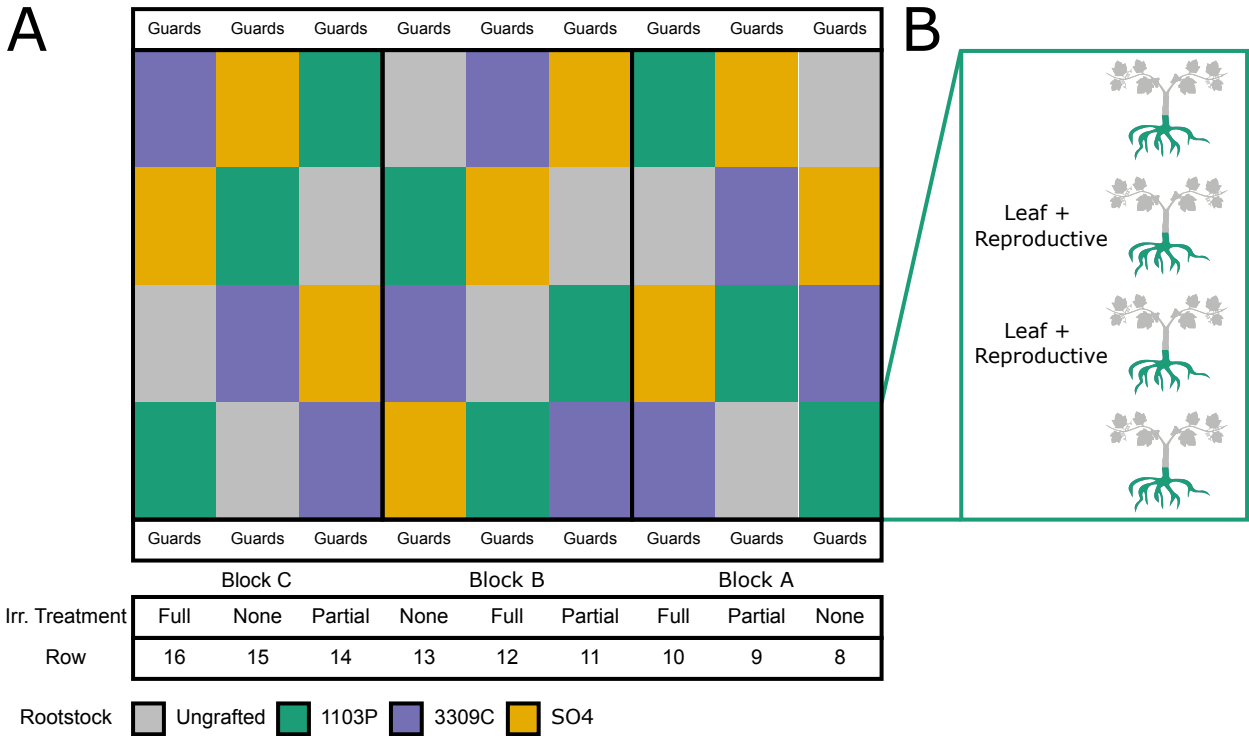 A
B
Guards Guards Guards Guards Guards Guards Guards Guards Guards
Leaf +
Reproductive
Leaf +
Reproductive
Guards Guards Guards Guards Guards Guards Guards Guards Guards
Block C Block B Block A
Irr. Treatment Full None Partial None Full Partial Full Partial None
Row 16 15 14 13 12 11 10 9 8
Rootstock Ungrafted 1103P 3309C SO4